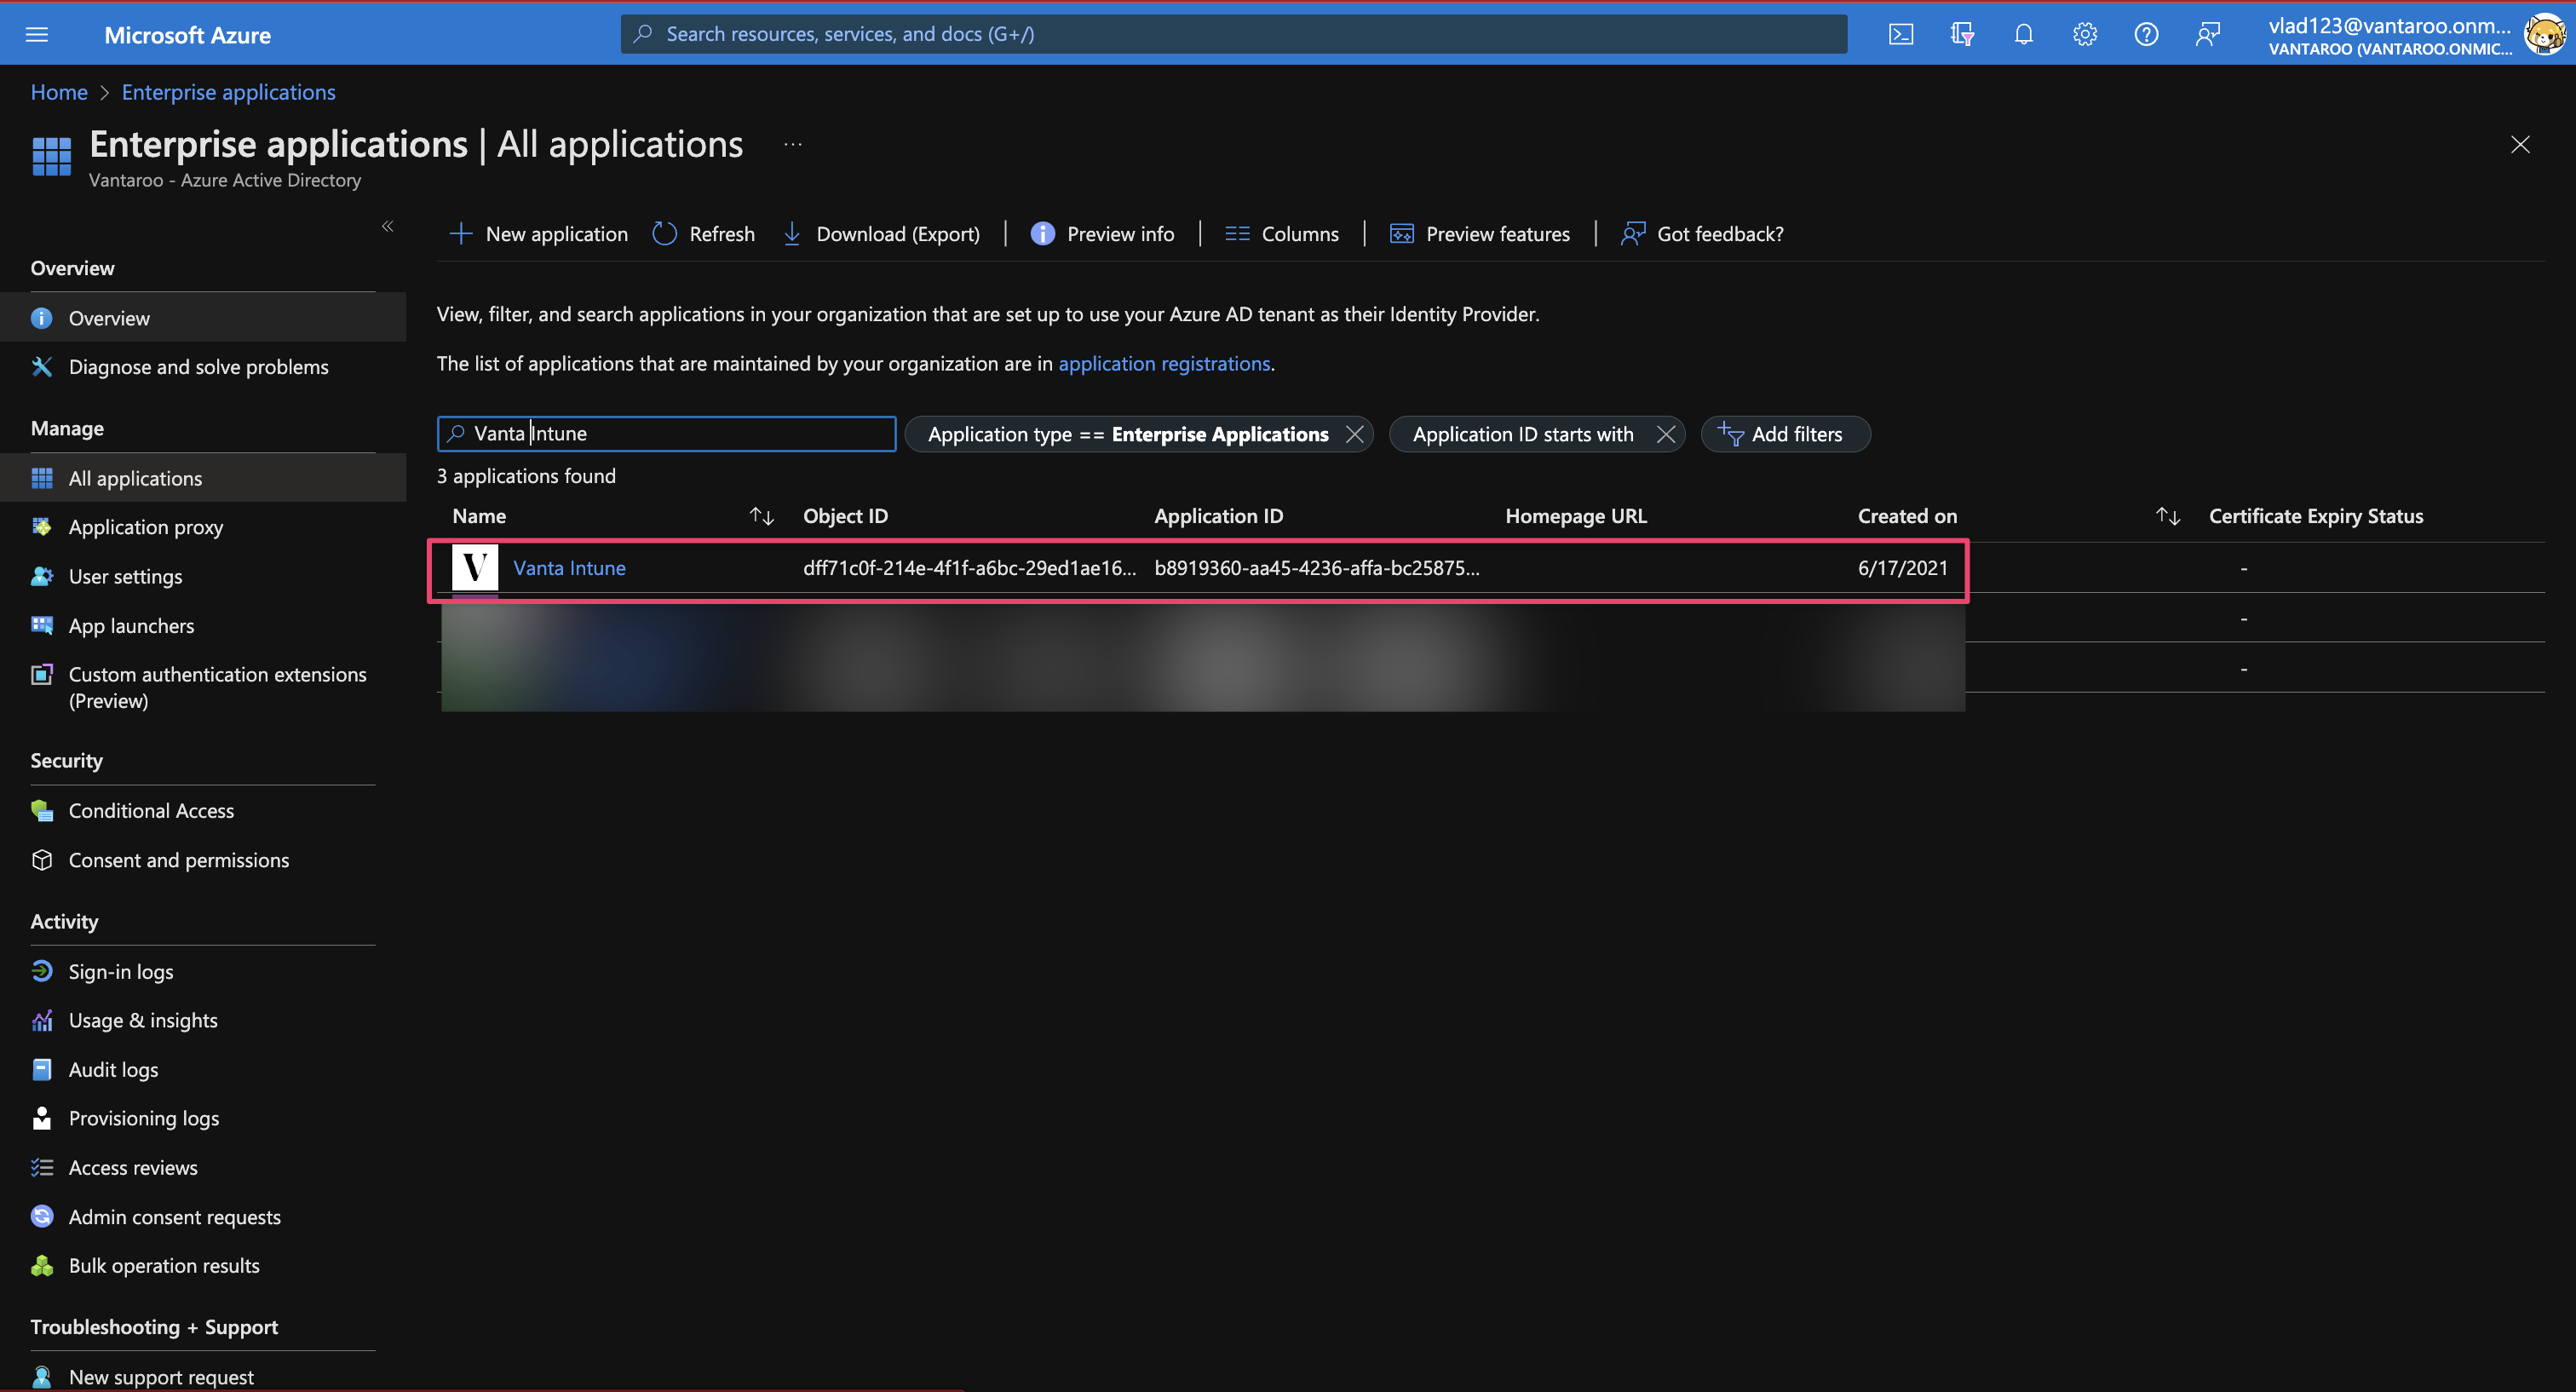 Microsoft Azure
Search resources, services, and docs (G+/)
vlad123@vantaroo.onm...
VANTAROO (VANTAROO.ONMIC...
Home > Enterprise applications
Enterprise applications | All applications ...
Vantaroo - Azure Active Directory
«
New application
Refresh
Download (Export)
Preview info
Columns
Preview features
Got feedback?
Overview
Overview
Diagnose and solve problems
Manage
All applications
Application proxy
User settings
App launchers
Custom authentication extensions
(Preview)
Security
Conditional Access
Consent and permissions
Activity
Sign-in logs
Usage & insights
Audit logs
Provisioning logs
Access reviews
Admin consent requests
Bulk operation results
Troubleshooting + Support
New support request
View, filter, and search applications in your organization that are set up to use your Azure AD tenant as their Identity Provider.
The list of applications that are maintained by your organization are in application registrations.
Vanta Intune
Application type == Enterprise Applications
Application ID starts with
Add filters
3 applications found
Name Object ID Application ID Homepage URL Created on Certificate Expiry Status
V Vanta Intune dff71c0f-214e-4f1f-a6bc-29ed1ae16... b8919360-aa45-4236-affa-bc25875... 6/17/2021 -
-
-